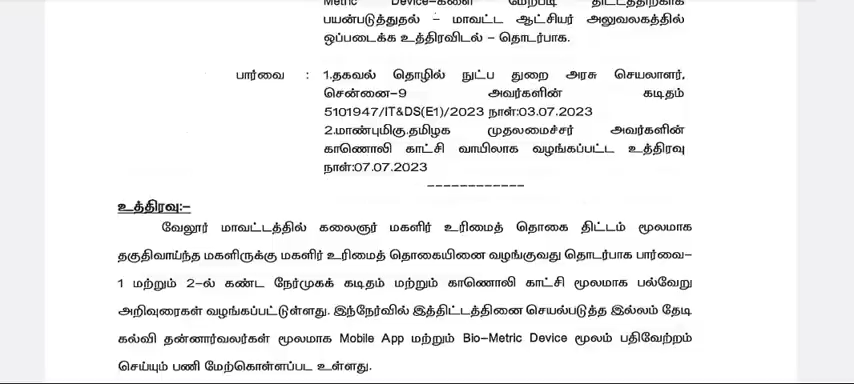 Metric Device-களை மேற்படி திட்டத்திற்காக
பயன்படுத்துதல் – மாவட்ட ஆட்சியர் அலுவலகத்தில்
ஒப்படைக்க உத்திரவிடல் – தொடர்பாக.
பார்வை : 1.தகவல் தொழில் நுட்ப துறை அரசு செயலாளர்,
சென்னை-9 அவர்களின் கடிதம்
5101947/IT&DS(E1)/2023 நாள்:03.07.2023
2.மாண்புமிகு.தமிழக முதலமைச்சர் அவர்களின்
காணொலி காட்சி வாயிலாக வழங்கப்பட்ட உத்திரவு
நாள்:07.07.2023
------------
உத்திரவு:-
வேலூர் மாவட்டத்தில் கலைஞர் மகளிர் உரிமைத் தொகை திட்டம் மூலமாக
தகுதிவாய்ந்த மகளிருக்கு மகளிர் உரிமைத் தொகையினை வழங்குவது தொடர்பாக பார்வை–
1 மற்றும் 2–ல் கண்ட நேர்முகக் கடிதம் மற்றும் காணொலி காட்சி மூலமாக பல்வேறு
அறிவுரைகள் வழங்கப்பட்டுள்ளது. இந்நேர்வில் இத்திட்டத்தினை செயல்படுத்த இல்லம் தேடி
கல்வி தன்னார்வலர்கள் மூலமாக Mobile App மற்றும் Bio–Metric Device மூலம் பதிவேற்றம்
செய்யும் பணி மேற்கொள்ளப்பட உள்ளது.